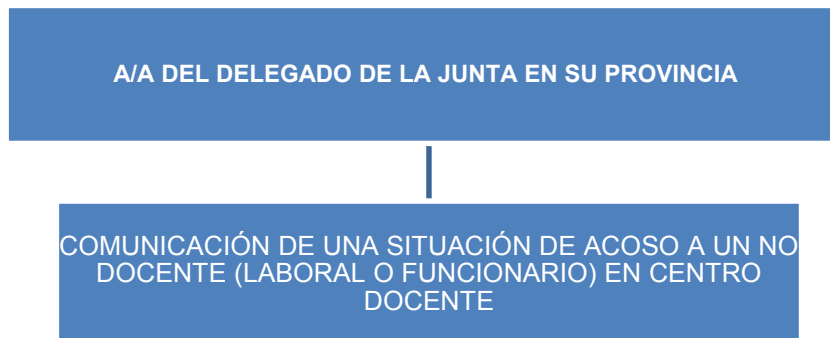 A/A DEL DELEGADO DE LA JUNTA EN SU PROVINCIA
COMUNICACIÓN DE UNA SITUACIÓN DE ACOSO A UN NO
DOCENTE (LABORAL O FUNCIONARIO) EN CENTRO
DOCENTE